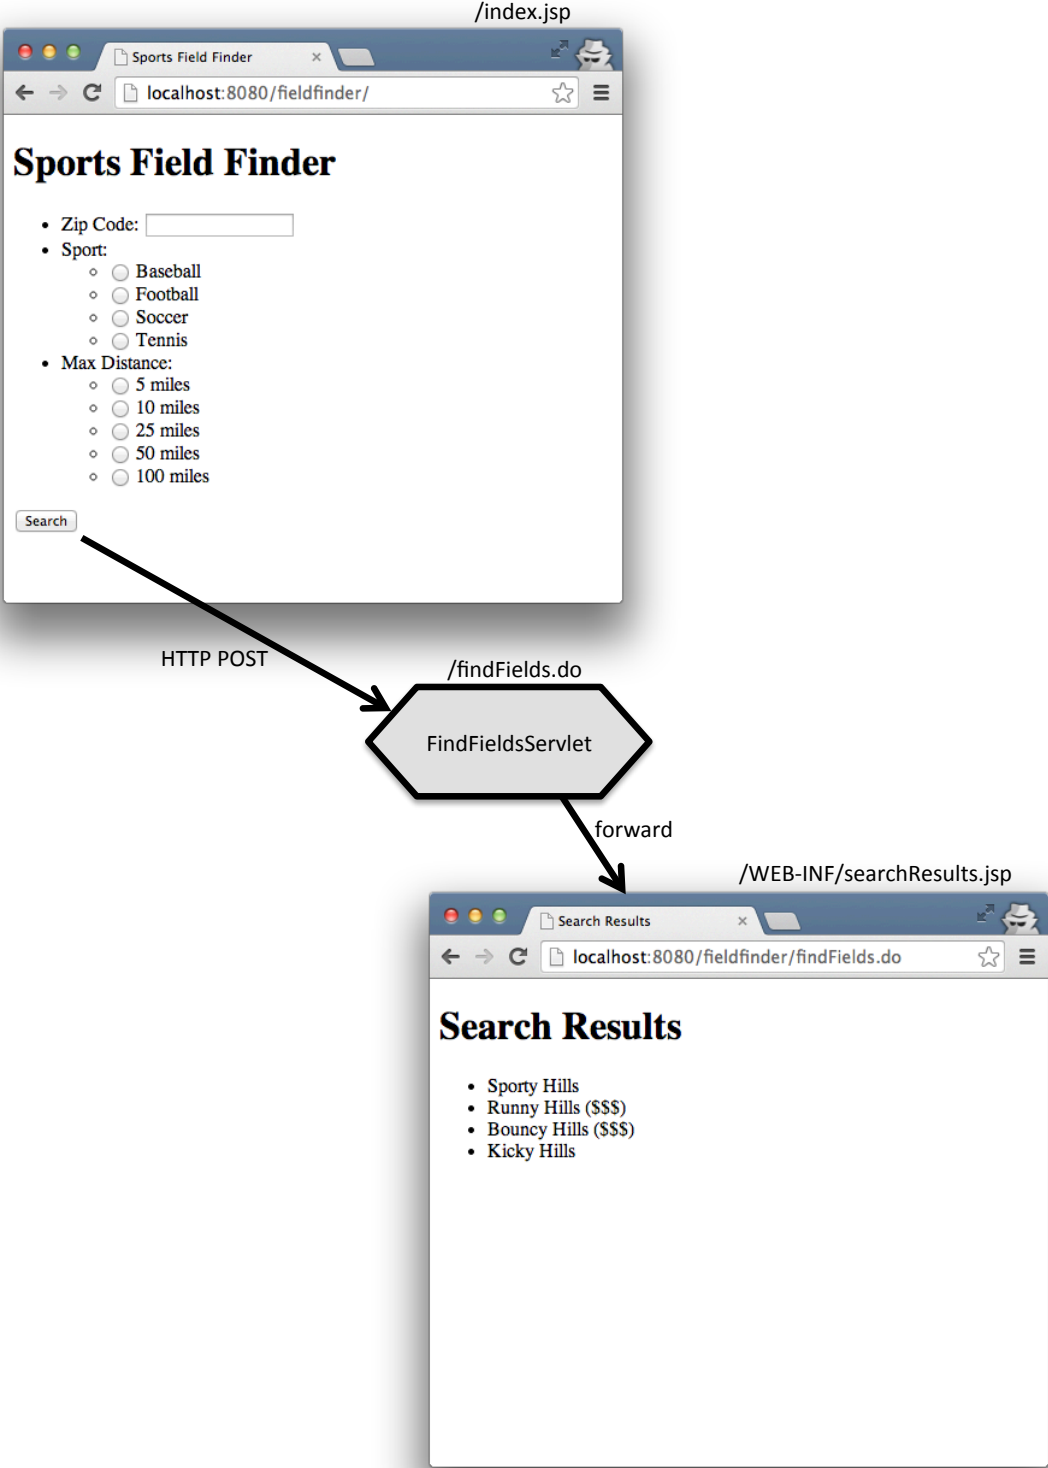 /index.jsp
Sports Field Finder
localhost:8080/fieldfinder/
Sports Field Finder
Zip Code:
Sport:
Baseball
Football
Soccer
Tennis
Max Distance:
5 miles
10 miles
25 miles
50 miles
100 miles
Search
HTTP POST
/findFields.do
FindFieldsServlet
forward
/WEB-INF/searchResults.jsp
Search Results
localhost:8080/fieldfinder/findFields.do
Search Results
Sporty Hills
Runny Hills ($$$)
Bouncy Hills ($$$)
Kicky Hills